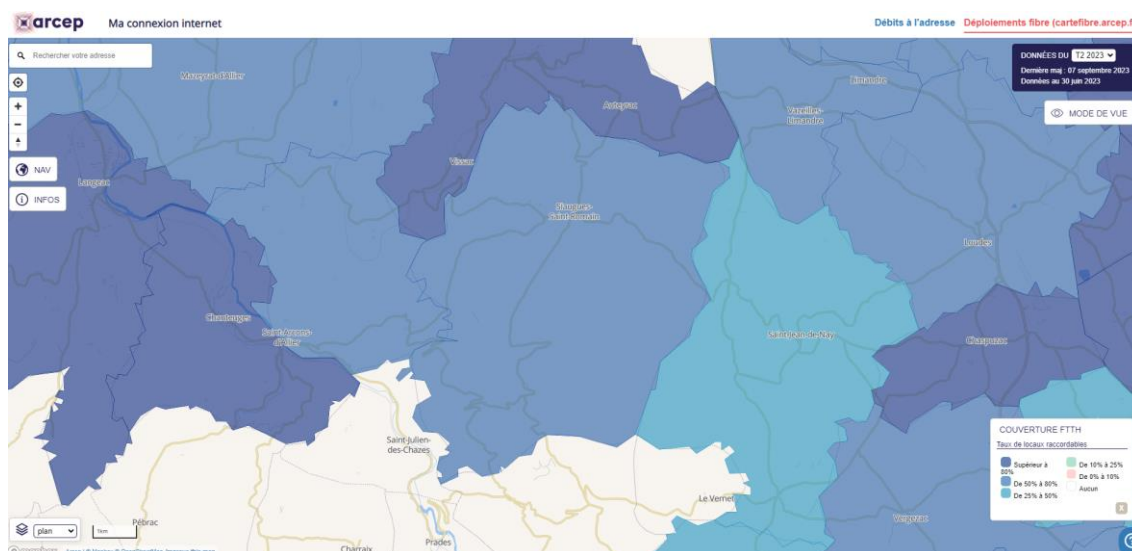 arcep
Ma connexion internet
Débits à l'adresse
Déploiements fibre (cartefibre.arcep.f
Rechercher votre adresse
DONNÉES DU T2 2023
Dernière maj : 07 septembre 2023
Données au 30 juin 2023
MODE DE VUE
+
−
NAV
INFOS
Mazeyrat-d'Allier
Auteyrac
Limandre
Vazeilles-
Limandre
Vissac
Langeac
Siaugues-
Saint-Romain
Loudes
Chanteuges
Saint-Arcons-
d'Allier
Saint-Jean-de-Nay
Chaspuzac
Saint-Julien-
des-Chazes
Le Vernet
Vergezac
Pébrac
Prades
Charraix
COUVERTURE FTTH
Taux de locaux raccordables
Supérieur à
80%
De 50% à 80%
De 25% à 50%
De 10% à 25%
De 0% à 10%
Aucun
X
plan
1km